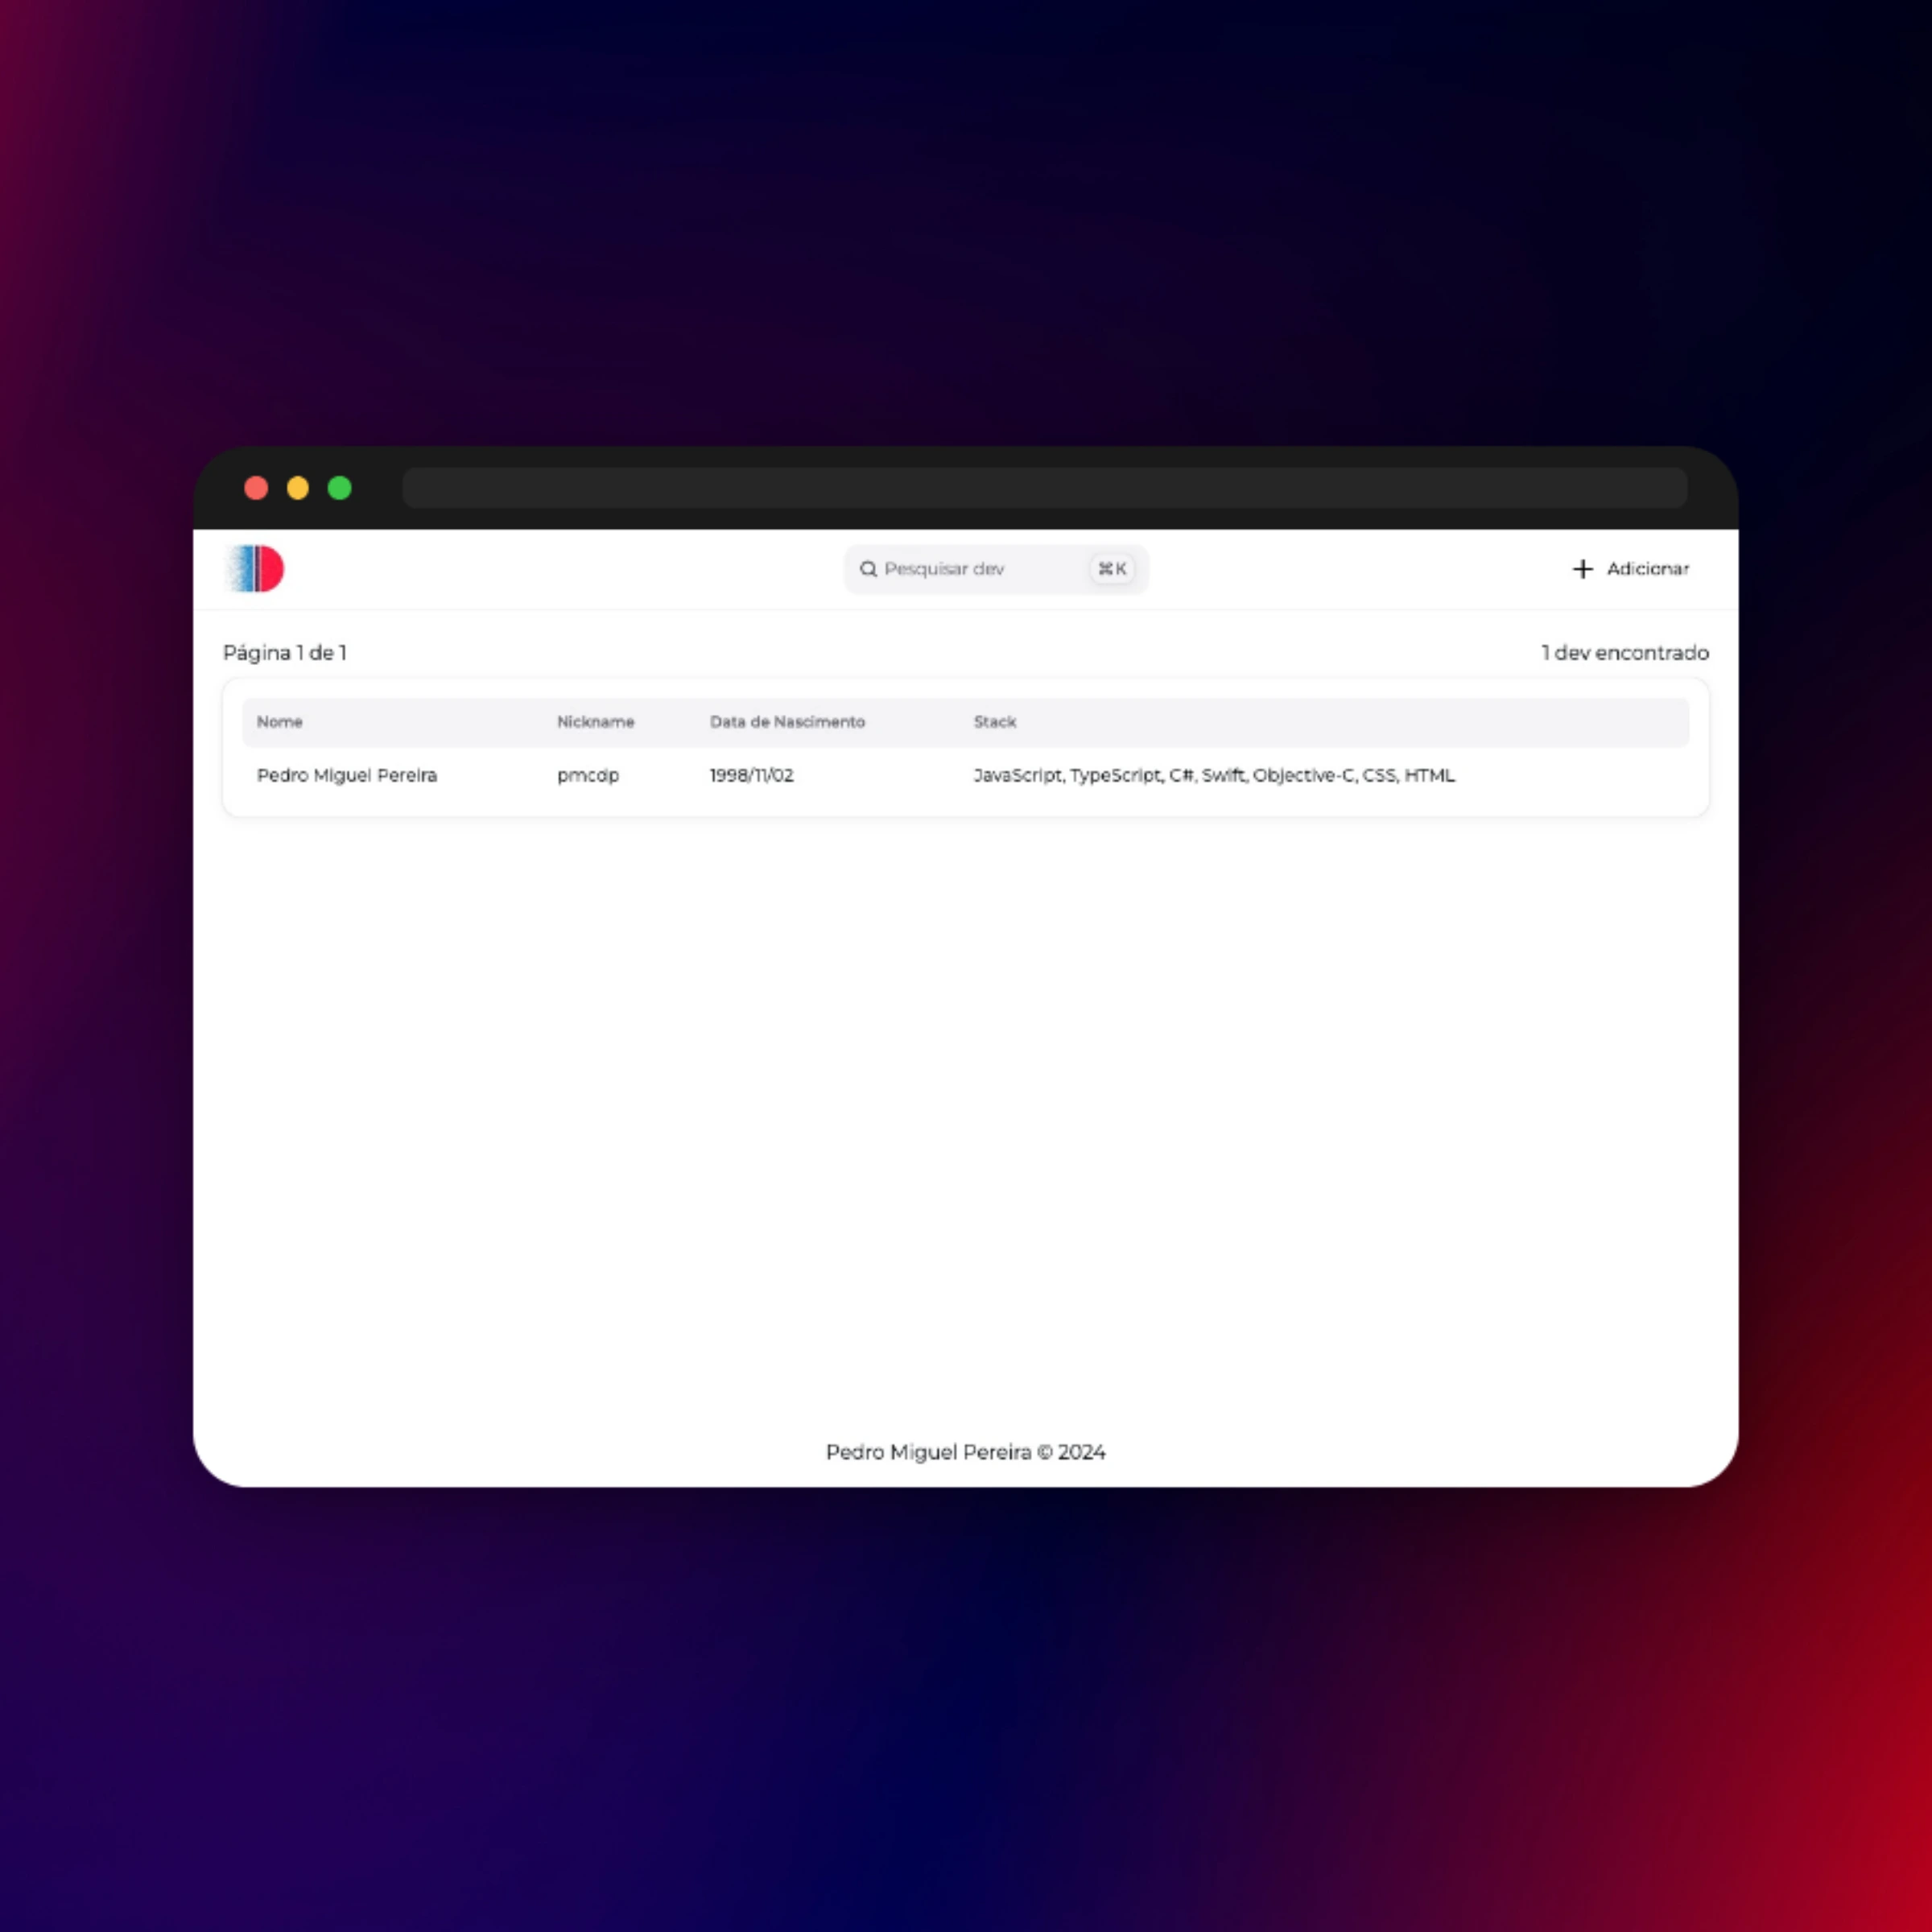 Pesquisar dev ⌘K
Adicionar
Página 1 de 1
1 dev encontrado
Nome Nickname Data de Nascimento Stack
Pedro Miguel Pereira pmcdp 1998/11/02 JavaScript, TypeScript, C#, Swift, Objective-C, CSS, HTML
Pedro Miguel Pereira © 2024